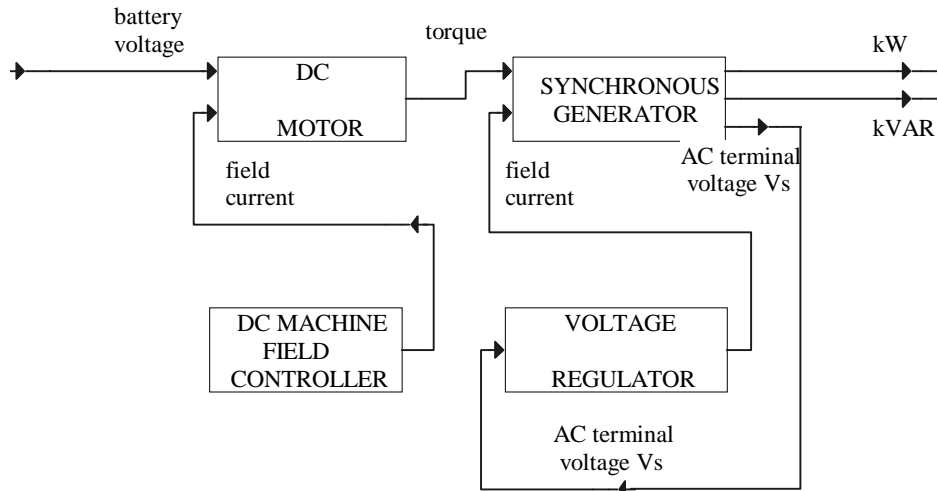 battery
voltage
DC
MOTOR
torque
SYNCHRONOUS
GENERATOR
kW
kVAR
AC terminal
voltage Vs
field
current
field
current
DC MACHINE
FIELD
CONTROLLER
VOLTAGE
REGULATOR
AC terminal
voltage Vs